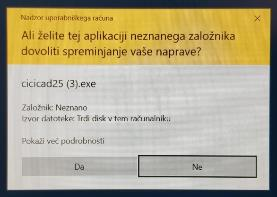 Nadzor uporabniškega računa
Ali želite tej aplikaciji neznanega založnika
dovoliti spreminjanje vaše naprave?
cicicad25 (3).exe
Založnik: Neznano
Izvor datoteke: Trdi disk v tem računalniku
Pokaži več podrobnosti
Da
Ne